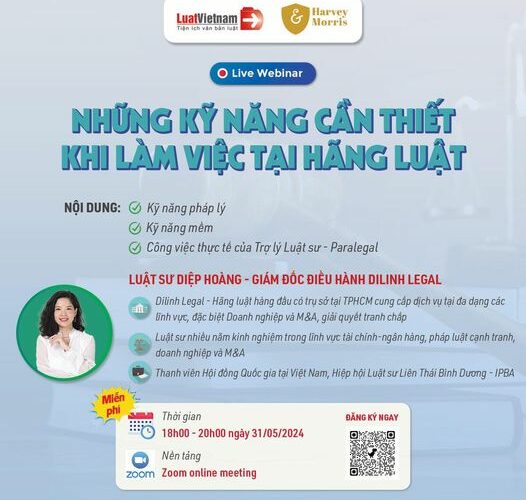 LuatVietnam
Tiện ích văn bản luật
Harvey
Morris
Live Webinar
NHỮNG KỸ NĂNG CẦN THIẾT
KHI LÀM VIỆC TẠI HÃNG LUẬT
NỘI DUNG:
Kỹ năng pháp lý
Kỹ năng mềm
Công việc thực tế của Trợ lý Luật sư - Paralegal
LUẬT SƯ DIỆP HOÀNG - GIÁM ĐỐC ĐIỀU HÀNH DILINH LEGAL
Dilinh Legal - Hãng luật hàng đầu có trụ sở tại TPHCM cung cấp dịch vụ tại đa dạng các
lĩnh vực, đặc biệt Doanh nghiệp và M&A, giải quyết tranh chấp
Luật sư nhiều năm kinh nghiệm trong lĩnh vực tài chính-ngân hàng, pháp luật cạnh tranh,
doanh nghiệp và M&A
Thành viên Hội đồng Quốc gia tại Việt Nam, Hiệp hội Luật sư Liên Thái Bình Dương - IPBA
Miễn
phí
Thời gian
18h00 - 20h00 ngày 31/05/2024
Nền tảng
zoom
Zoom online meeting
ĐĂNG KÝ NGAY